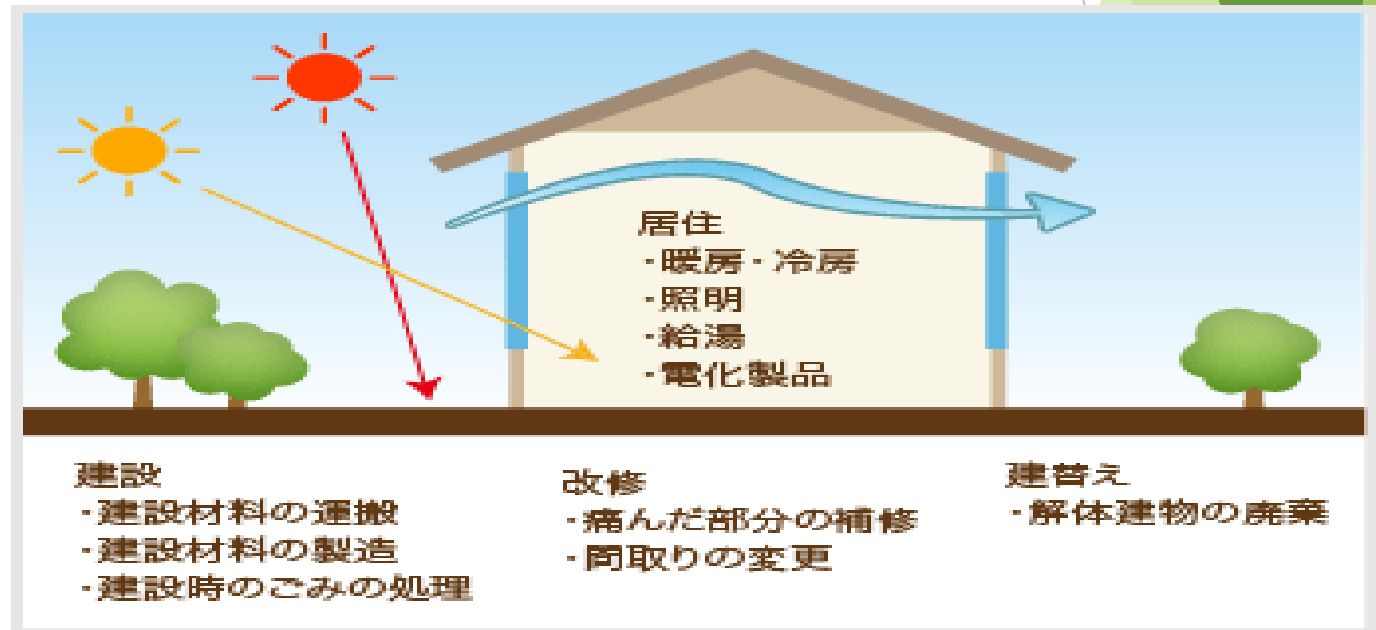 居住
・暖房・冷房
・照明
・給湯
・電化製品
建設
・建設材料の運搬
・建設材料の製造
・建設時のごみの処理
改修
・痛んだ部分の補修
・間取りの変更
建替え
・解体建物の廃棄